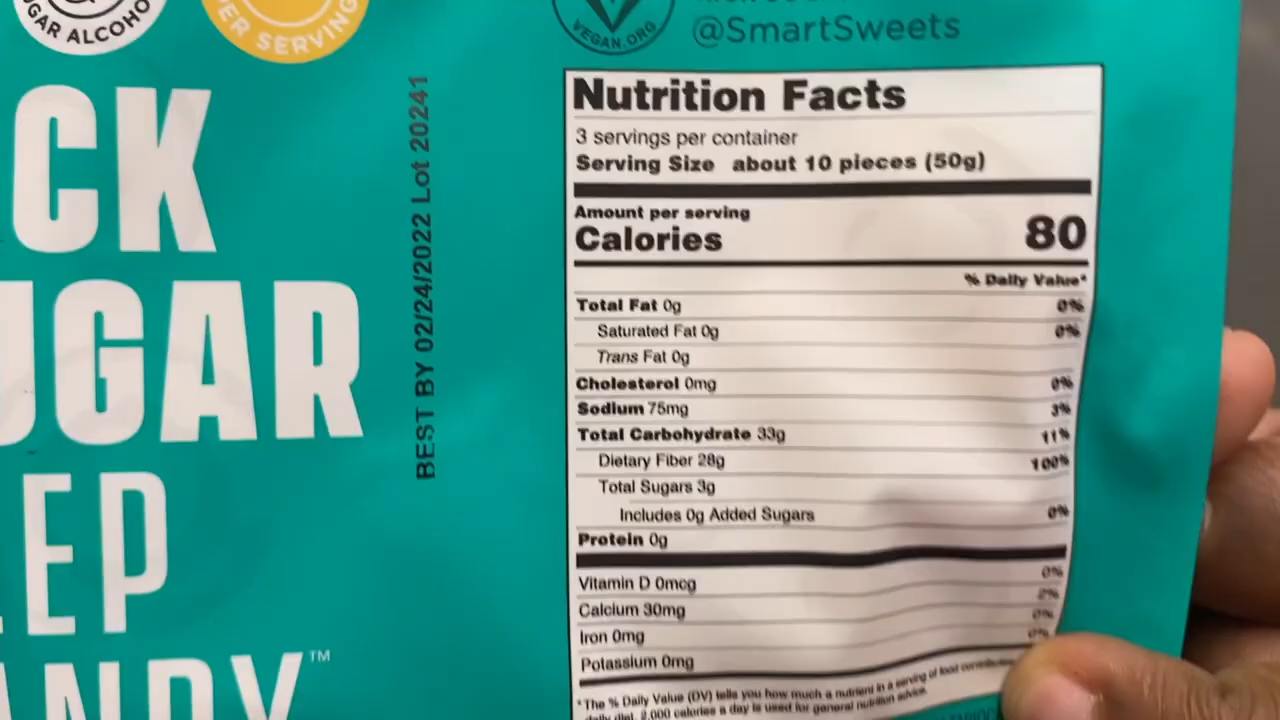 GAR ALCOHO
PER SERVING
VEGAN.ORG
@SmartSweets
CK
UGAR
EP
ANDY™
BEST BY 02/24/2022 Lot 20241
Nutrition Facts
3 servings per container
Serving Size about 10 pieces (50g)
Amount per serving
Calories 80
% Daily Value*
Total Fat 0g 0%
Saturated Fat 0g 0%
Trans Fat 0g
Cholesterol 0mg 0%
Sodium 75mg 3%
Total Carbohydrate 33g 11%
Dietary Fiber 28g 100%
Total Sugars 3g
Includes 0g Added Sugars 0%
Protein 0g
Vitamin D 0mcg 0%
Calcium 30mg 2%
Iron 0mg 0%
Potassium 0mg 0%
*The % Daily Value (DV) tells you how much a nutrient in a serving of food contributes
daily diet. 2,000 calories a day is used for general nutrition advice.